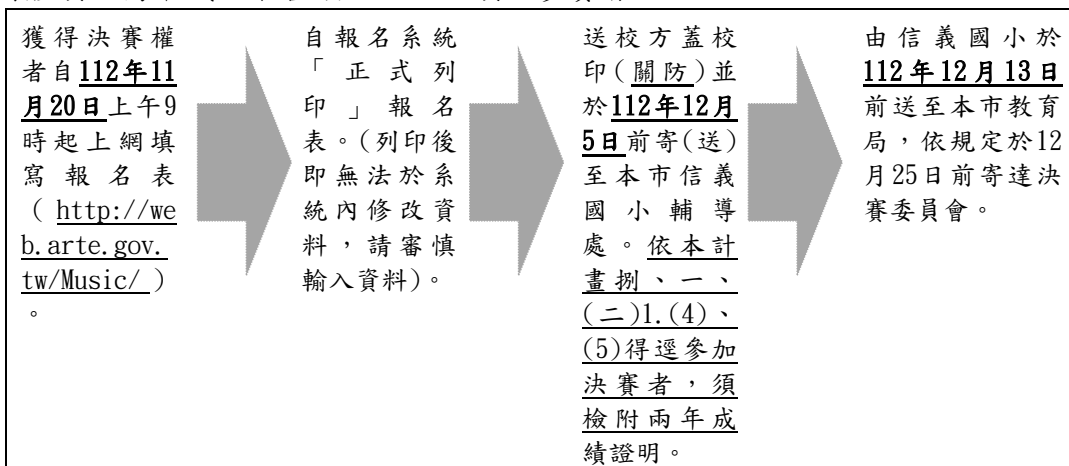 獲得決賽權
者自112年11
月20日上午9
時起上網填
寫報名表
(http://we
b.arte.gov.
tw/Music/)
。
自報名系統
「正式列
印」報名
表。(列印後
即無法於系
統內修改資
料，請審慎
輸入資料)。
送校方蓋校
印(關防)並
於112年12月
5日前寄(送)
至本市信義
國小輔導
處。依本計
畫捌、一、
(二)1.(4)、
(5)得逕參加
決賽者，須
檢附兩年成
績證明。
由信義國小於
112年12月13日
前送至本市教育
局，依規定於12
月25日前寄達決
賽委員會。